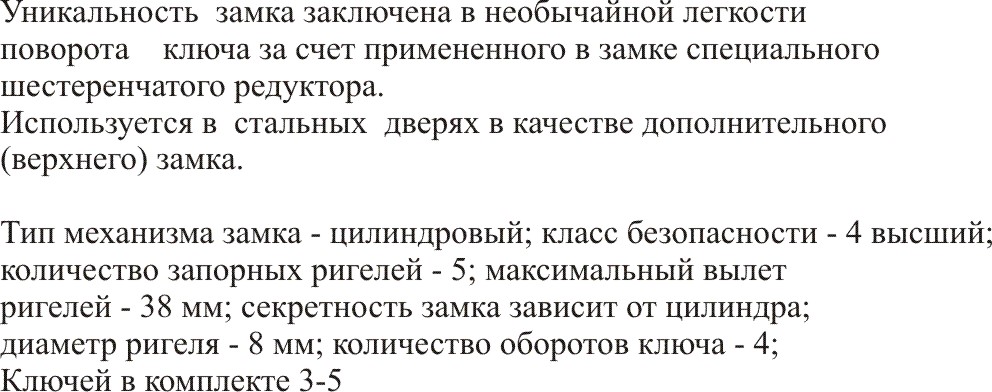 Уникальность  замка заключена в необычайной легкости
поворота    ключа за счет примененного в замке специального
шестеренчатого редуктора.
Используется в  стальных  дверях в качестве дополнительного
(верхнего) замка.

Тип механизма замка - цилиндровый; класс безопасности - 4 высший;
количество запорных ригелей - 5; максимальный вылет
ригелей - 38 мм; секретность замка зависит от цилиндра;
диаметр ригеля - 8 мм; количество оборотов ключа - 4;
Ключей в комплекте 3-5